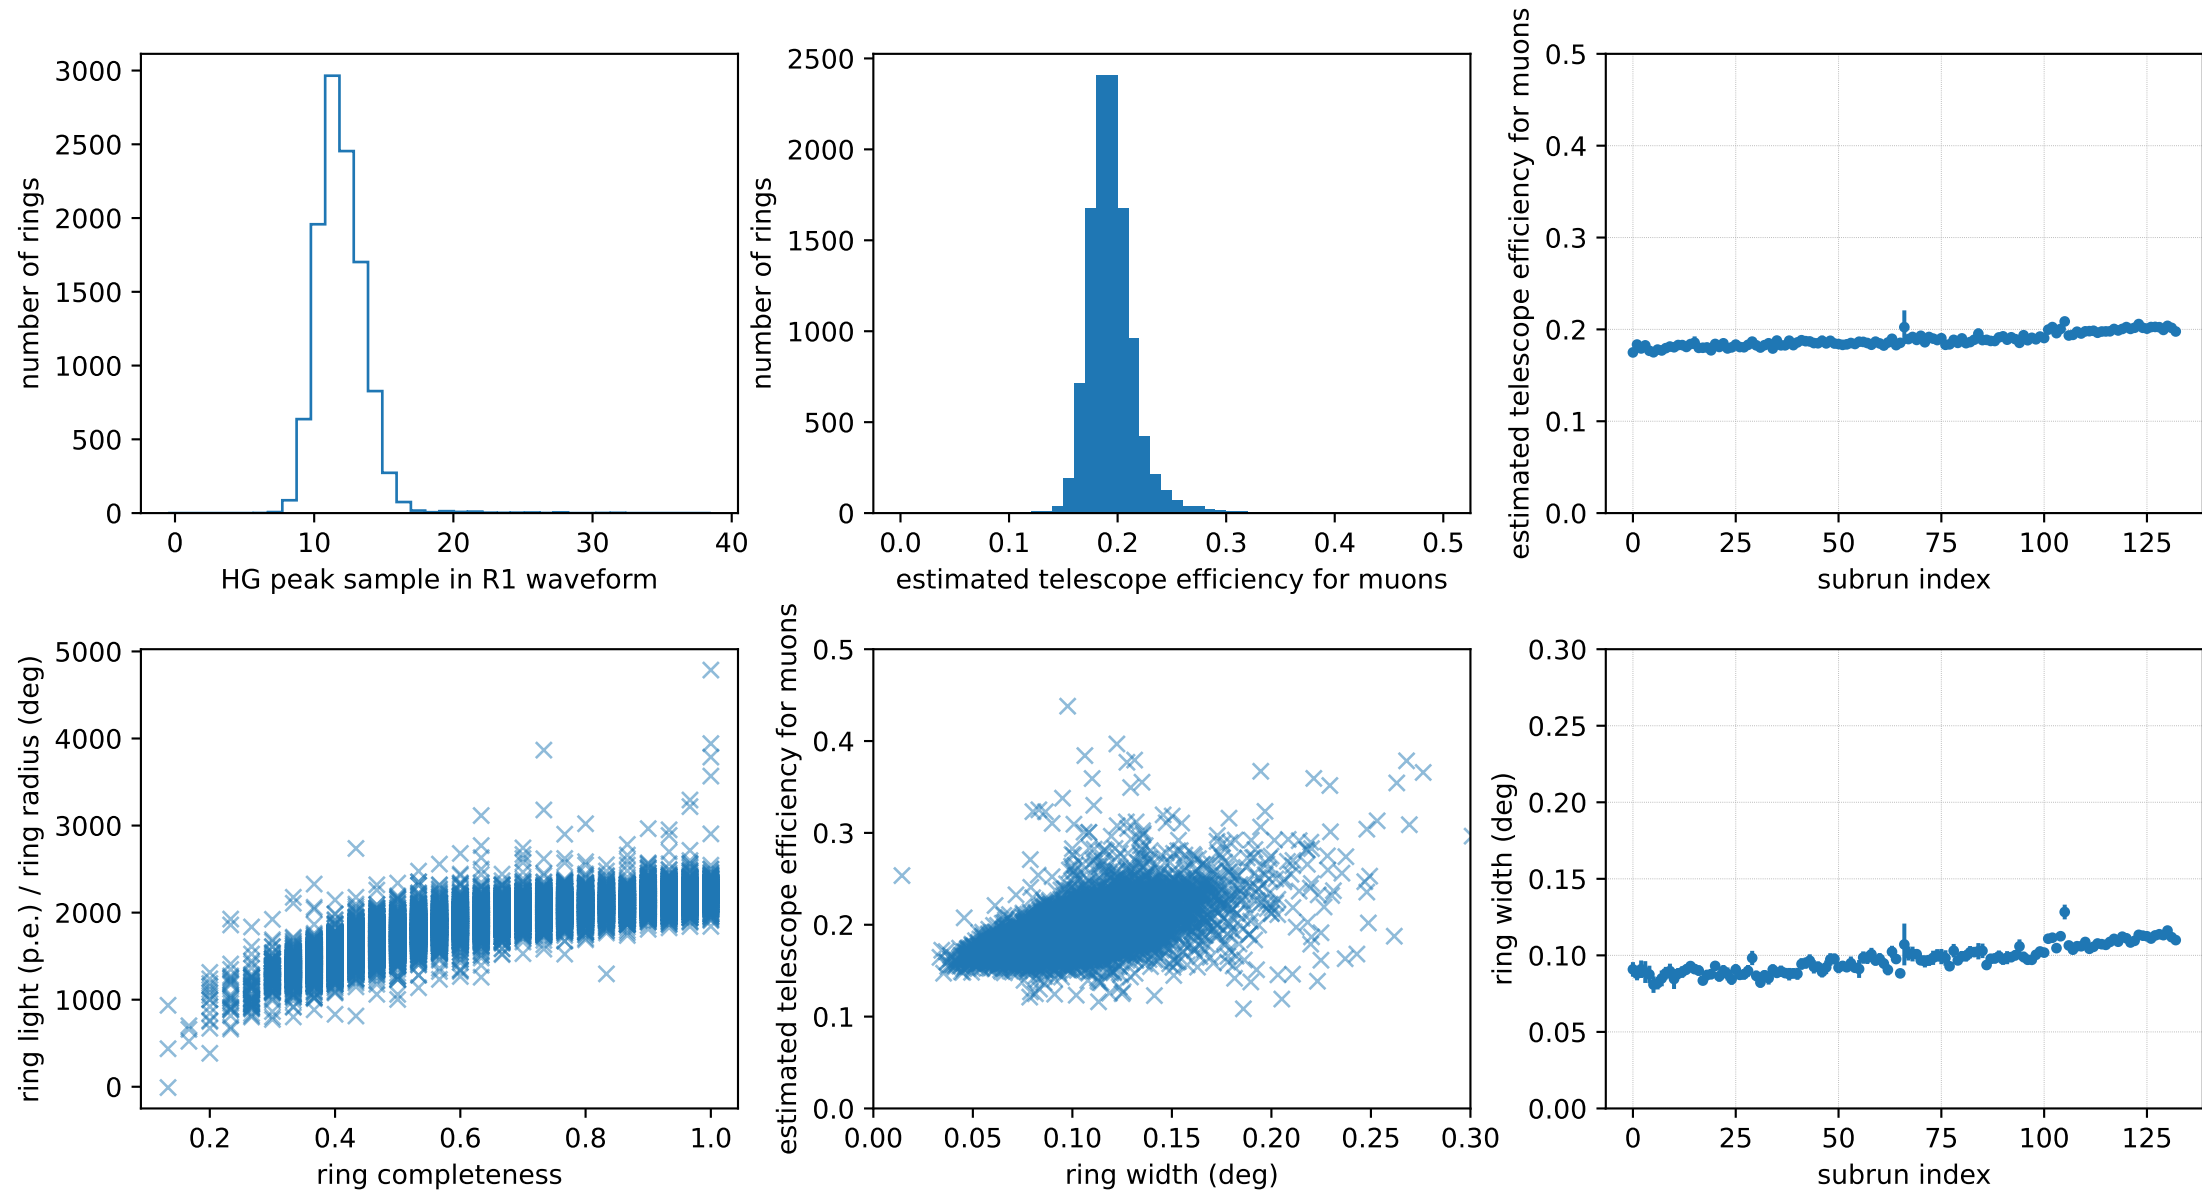 number of rings
3000
2500
2000
1500
1000
500
0
0 10 20 30 40
HG peak sample in R1 waveform
number of rings
2500
2000
1500
1000
500
0
0.0 0.1 0.2 0.3 0.4 0.5
estimated telescope efficiency for muons
estimated telescope efficiency for muons
0.5
0.4
0.3
0.2
0.1
0.0
0 25 50 75 100 125
subrun index
ring light (p.e.) / ring radius (deg)
5000
4000
3000
2000
1000
0
0.2 0.4 0.6 0.8 1.0
ring completeness
estimated telescope efficiency for muons
0.5
0.4
0.3
0.2
0.1
0.0
0.00 0.05 0.10 0.15 0.20 0.25 0.30
ring width (deg)
ring width (deg)
0.30
0.25
0.20
0.15
0.10
0.05
0.00
0 25 50 75 100 125
subrun index